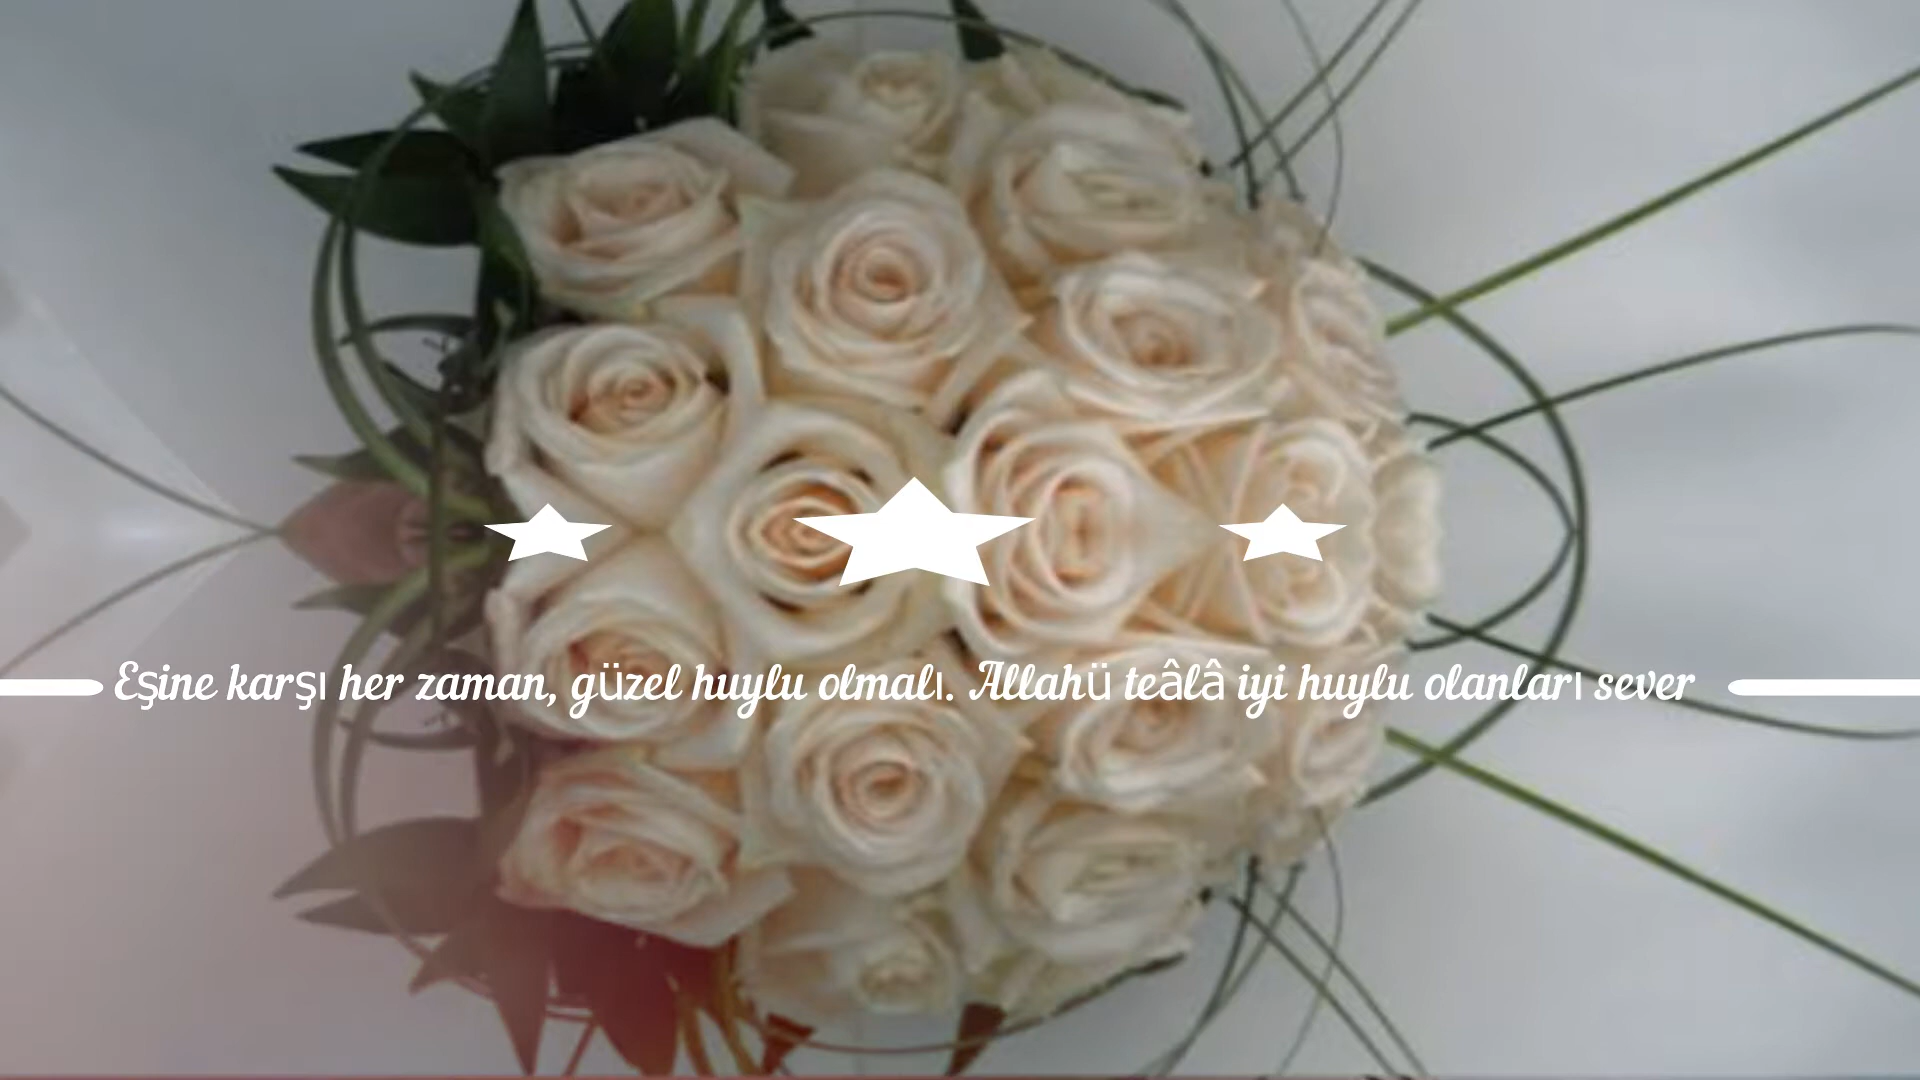 Eşine karşı her zaman, güzel huylu olmalı. Allahü teâlâ iyi huylu olanları sever